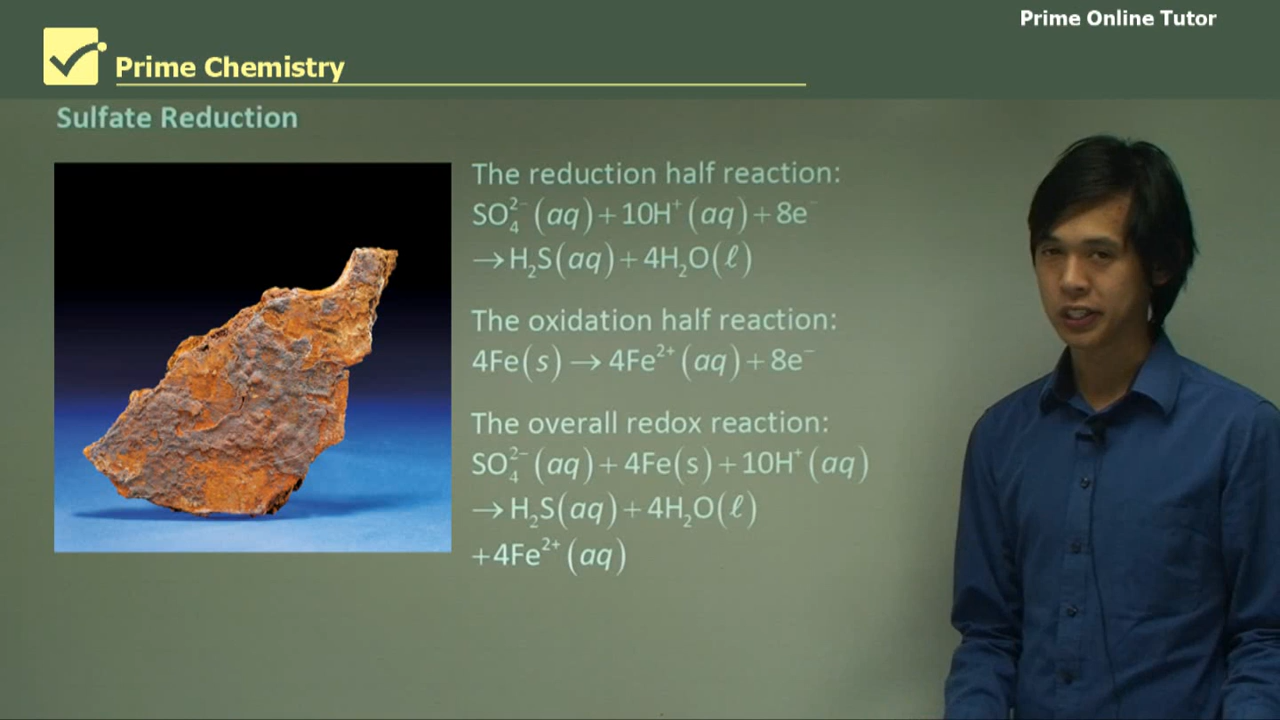 Prime Online Tutor
Prime Chemistry
Sulfate Reduction
The reduction half reaction:
SO₄²⁻(aq)+10H⁺(aq)+8e⁻
→H₂S(aq)+4H₂O(ℓ)
The oxidation half reaction:
4Fe(s)→4Fe²⁺(aq)+8e⁻
The overall redox reaction:
SO₄²⁻(aq)+4Fe(s)+10H⁺(aq)
→H₂S(aq)+4H₂O(ℓ)
+4Fe²⁺(aq)